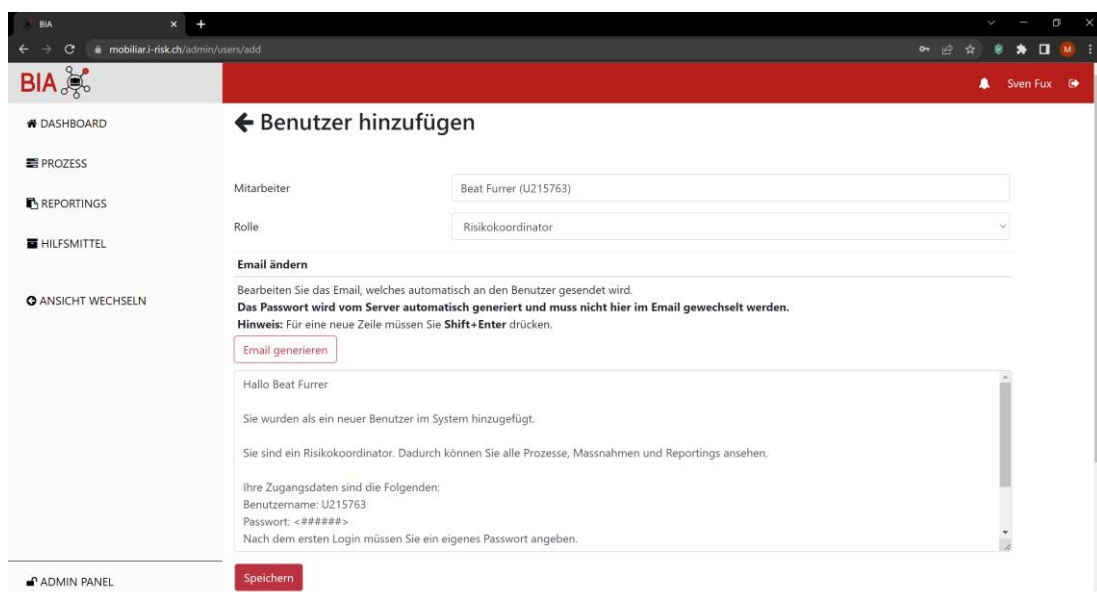 BIA
mobiliar.i-risk.ch/admin/users/add
M
BIA
Sven Fux
DASHBOARD
PROZESS
REPORTINGS
HILFSMITTEL
ANSICHT WECHSELN
ADMIN PANEL
Benutzer hinzufügen
Mitarbeiter
Beat Furrer (U215763)
Rolle
Risikokoordinator
Email ändern
Bearbeiten Sie das Email, welches automatisch an den Benutzer gesendet wird.
Das Passwort wird vom Server automatisch generiert und muss nicht hier im Email gewechselt werden.
Hinweis: Für eine neue Zeile müssen Sie Shift+Enter drücken.
Email generieren
Hallo Beat Furrer
Sie wurden als ein neuer Benutzer im System hinzugefügt.
Sie sind ein Risikokoordinator. Dadurch können Sie alle Prozesse, Massnahmen und Reportings ansehen.
Ihre Zugangsdaten sind die Folgenden:
Benutzername: U215763
Passwort: <######>
Nach dem ersten Login müssen Sie ein eigenes Passwort angeben.
Speichern